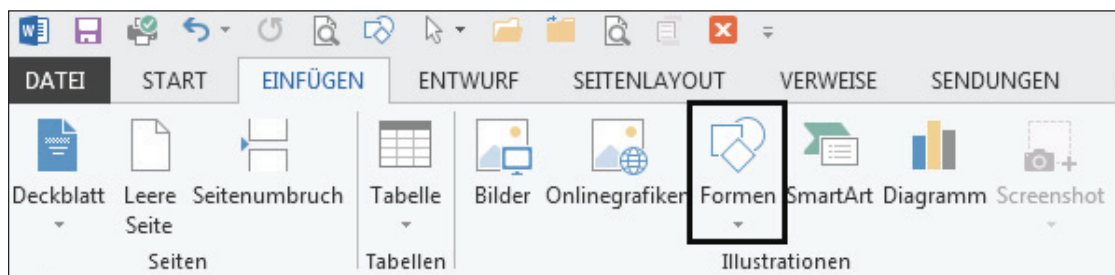 DATEI START EINFÜGEN ENTWURF SEITENLAYOUT VERWEISE SENDUNGEN
Deckblatt Leere Seitenumbruch Tabelle Bilder Onlinegrafiken Formen SmartArt Diagramm Screenshot
Seite
Seiten Tabellen Illustrationen